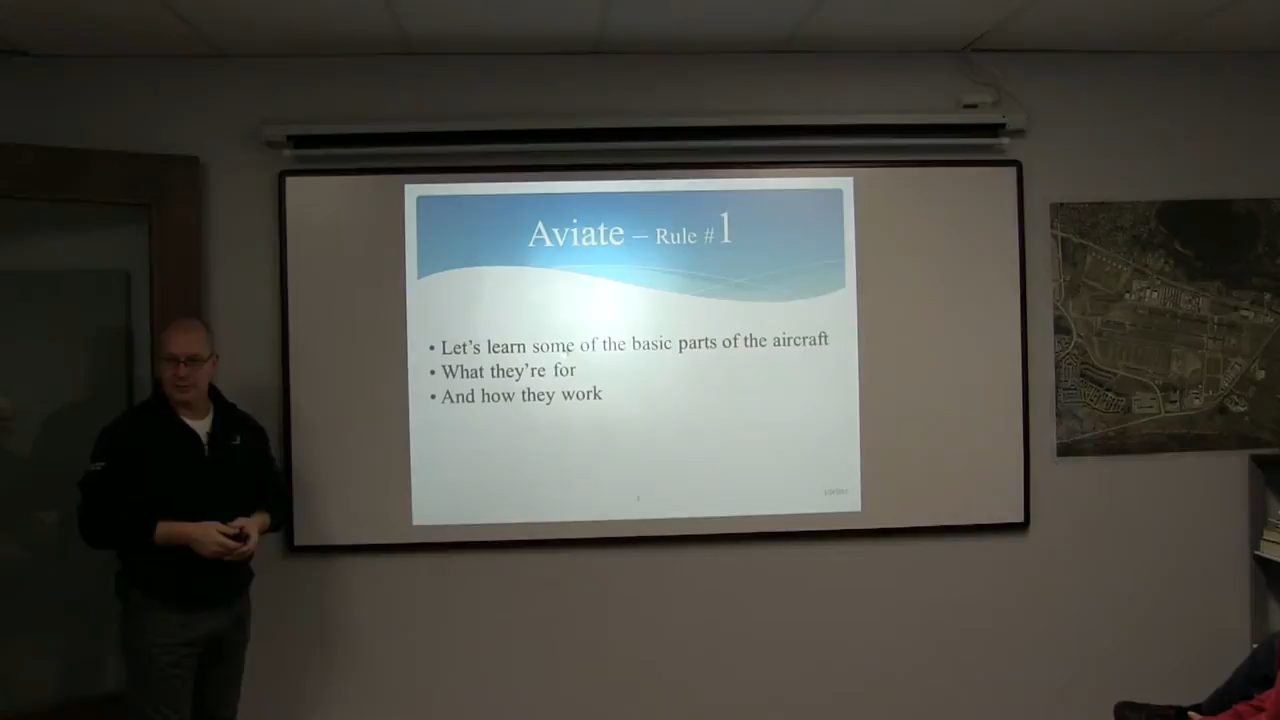 Aviate – Rule #1
• Let's learn some of the basic parts of the aircraft
• What they're for
• And how they work